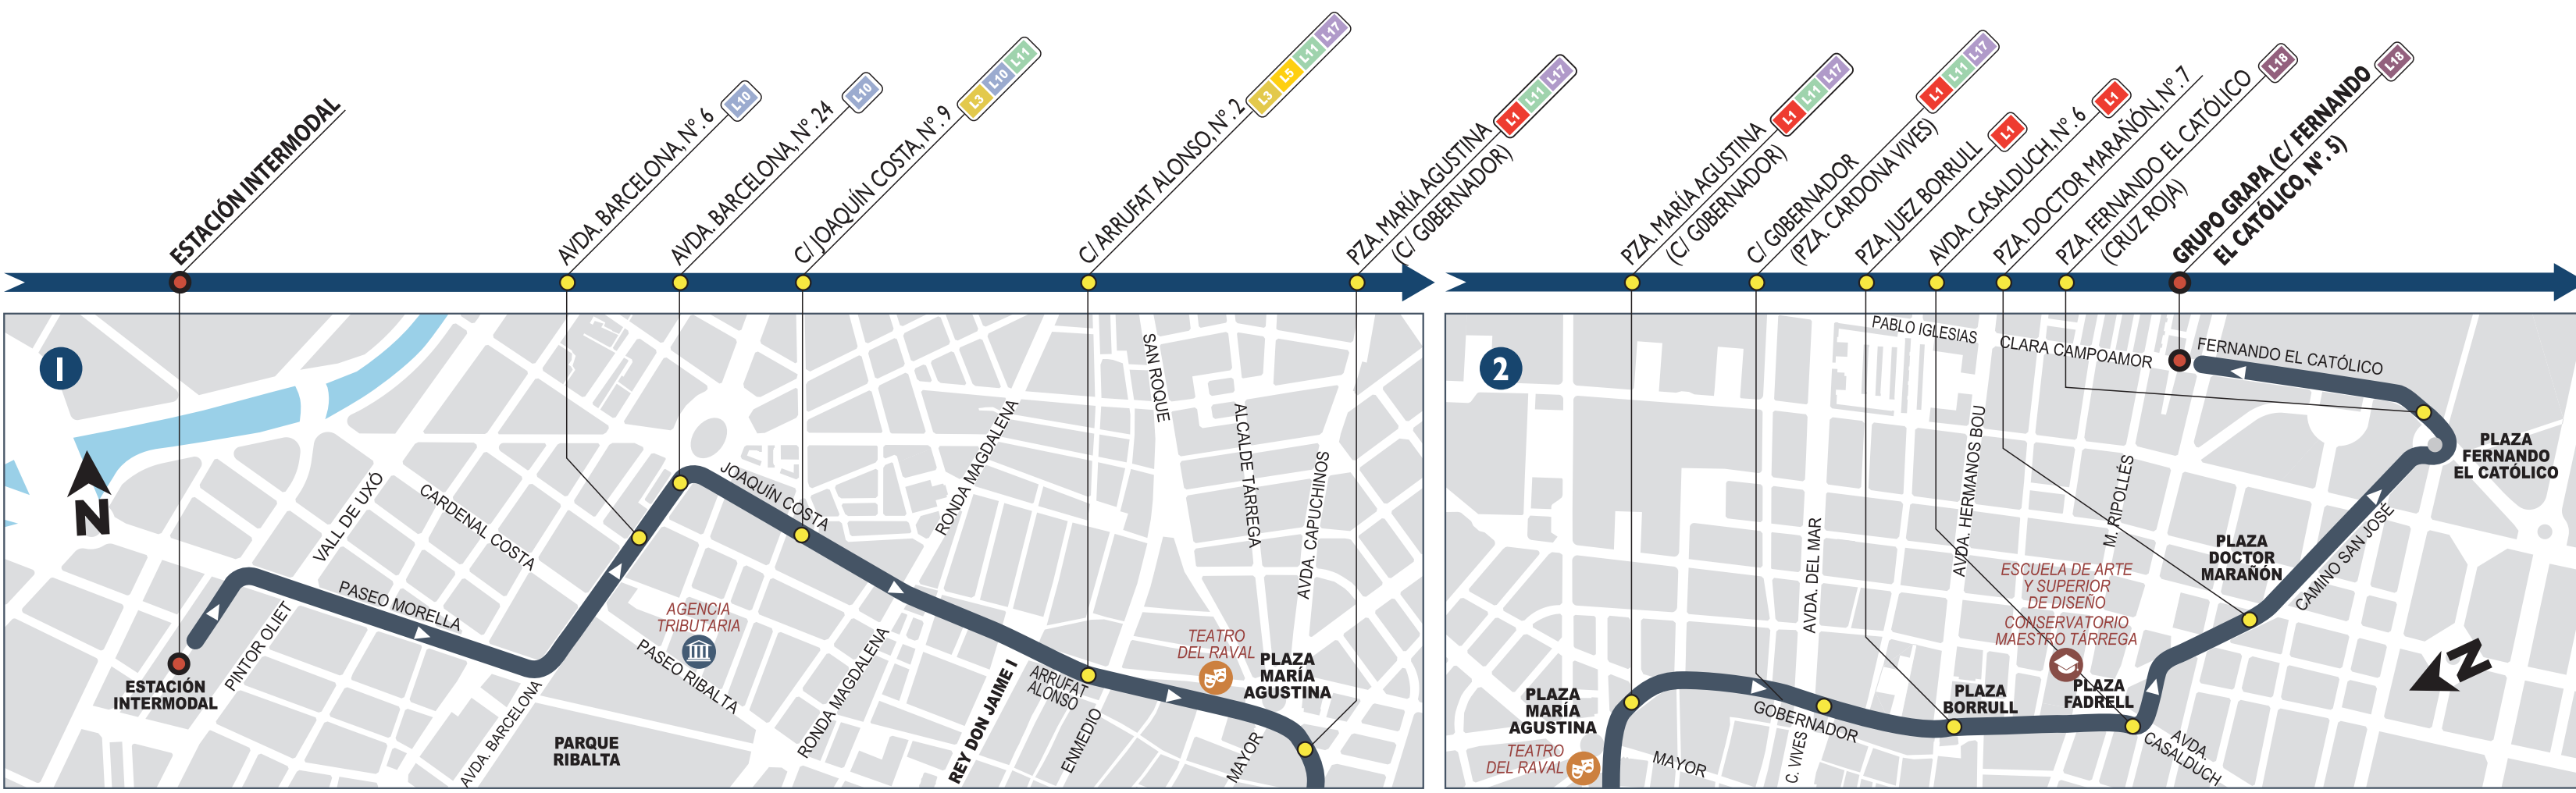 ESTACIÓN INTERMODAL
AVDA. BARCELONA, Nº. 6
L10
AVDA. BARCELONA, Nº. 24
L10
C/ JOAQUÍN COSTA, Nº. 9
L3 L10 L11
C/ ARRUFAT ALONSO, Nº. 2
L3 L5 L11 L17
PZA. MARÍA AGUSTINA
(C/ GOBERNADOR)
L1 L11 L17
PZA. MARÍA AGUSTINA
(C/ GOBERNADOR)
L1 L11 L17
C/ GOBERNADOR
(PZA. CARDONA VIVES)
L1 L11 L17
PZA. JUEZ BORRULL
L1
AVDA. CASALDUCH, Nº. 6
L1
PZA. DOCTOR MARAÑÓN, Nº. 7
PZA. FERNANDO EL CATÓLICO
(CRUZ ROJA)
L18
GRUPO GRAPA (C/ FERNANDO
EL CATÓLICO, Nº. 5)
L18
1
N
ESTACIÓN
INTERMODAL
PINTOR OLIET
VALL DE UXÓ
PASEO MORELLA
CARDENAL COSTA
AVDA. BARCELONA
PARQUE
RIBALTA
JOAQUÍN COSTA
AGENCIA
TRIBUTARIA
PASEO RIBALTA
RONDA MAGDALENA
RONDA MAGDALENA
REY DON JAIME I
ARRUFAT
ALONSO
ENMEDIO
SAN ROQUE
ALCALDE TÁRREGA
AVDA. CAPUCHINOS
TEATRO
DEL RAVAL
PLAZA
MARÍA
AGUSTINA
MAYOR
2
PABLO IGLESIAS
CLARA CAMPOAMOR
FERNANDO EL CATÓLICO
PLAZA
FERNANDO
EL CATÓLICO
AVDA. HERMANOS BOU
M. RIPOLLÉS
AVDA. DEL MAR
PLAZA
DOCTOR
MARAÑÓN
CAMINO SAN JOSÉ
ESCUELA DE ARTE
Y SUPERIOR
DE DISEÑO
CONSERVATORIO
MAESTRO TÁRREGA
PLAZA
FADRELL
PLAZA
BORRULL
PLAZA
MARÍA
AGUSTINA
TEATRO
DEL RAVAL
MAYOR
GOBERNADOR
C. VIVES
AVDA.
CASALDUCH
N